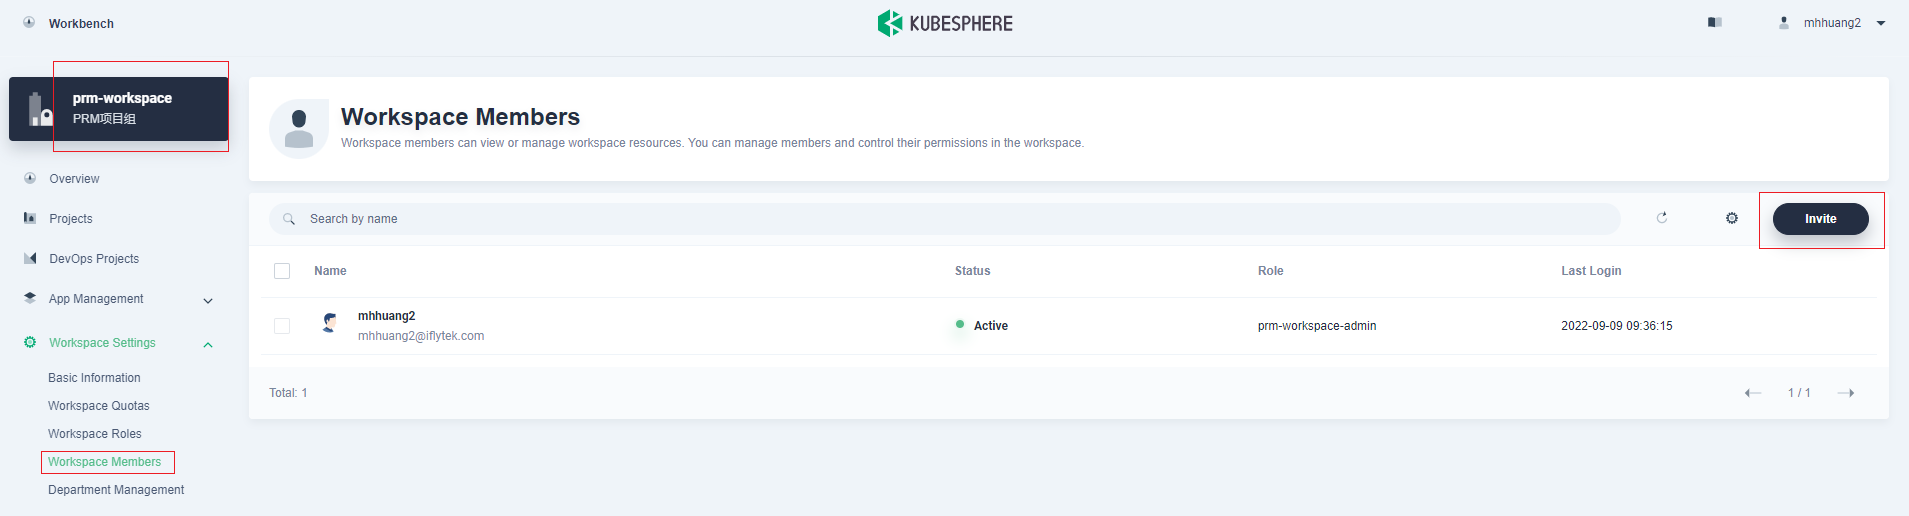 Workbench
KUBESPHERE
mhhuang2
prm-workspace
PRM项目组
Overview
Projects
DevOps Projects
App Management
Workspace Settings
Basic Information
Workspace Quotas
Workspace Roles
Workspace Members
Department Management
Workspace Members
Workspace members can view or manage workspace resources. You can manage members and control their permissions in the workspace.
Search by name
Invite
Name Status Role Last Login
mhhuang2
mhhuang2@iflytek.com
Active
prm-workspace-admin
2022-09-09 09:36:15
Total: 1
1 / 1